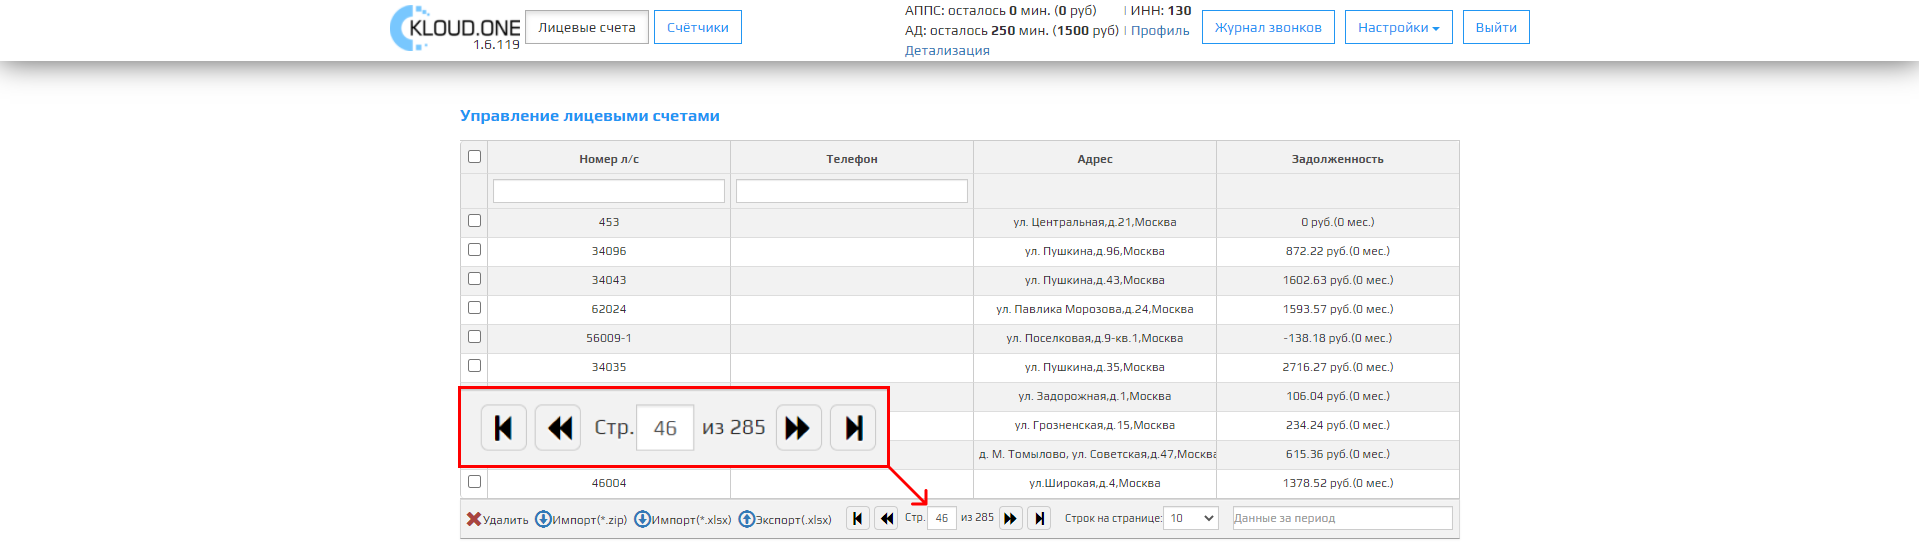 KLOUD.ONE
1.6.119
Лицевые счета
Счётчики
АППС: осталось 0 мин. (0 руб)
АД: осталось 250 мин. (1500 руб)
Детализация
| ИНН: 130
| Профиль
Журнал звонков
Настройки
Выйти
Управление лицевыми счетами
Номер л/с Телефон Адрес Задолженность
453 ул. Центральная,д.21,Москва 0 руб.(0 мес.)
34096 ул. Пушкина,д.96,Москва 872.22 руб.(0 мес.)
34043 ул. Пушкина,д.43,Москва 1602.63 руб.(0 мес.)
62024 ул. Павлика Морозова,д.24,Москва 1593.57 руб.(0 мес.)
56009-1 ул. Поселковая,д.9-кв.1,Москва -138.18 руб.(0 мес.)
34035 ул. Пушкина,д.35,Москва 2716.27 руб.(0 мес.)
ул. Задорожная,д.1,Москва 106.04 руб.(0 мес.)
ул. Грозненская,д.15,Москва 234.24 руб.(0 мес.)
Стр. 46 из 285
д. М. Томылово, ул. Советская,д.47,Москва 615.36 руб.(0 мес.)
46004 ул.Широкая,д.4,Москва 1378.52 руб.(0 мес.)
Удалить Импорт(*.zip) Импорт(*.xlsx) Экспорт(.xlsx) Стр. 46 из 285 Строк на странице: 10 Данные за период